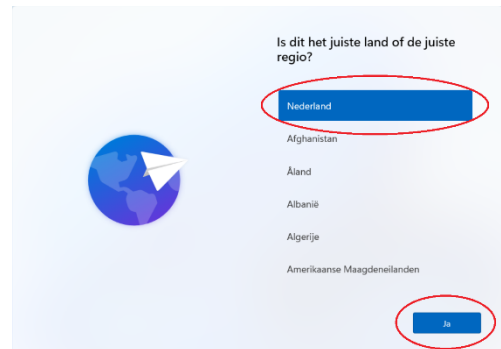 Is dit het juiste land of de juiste
regio?
Nederland
Afghanistan
Åland
Albanië
Algerije
Amerikaanse Maagdeneilanden
Ja